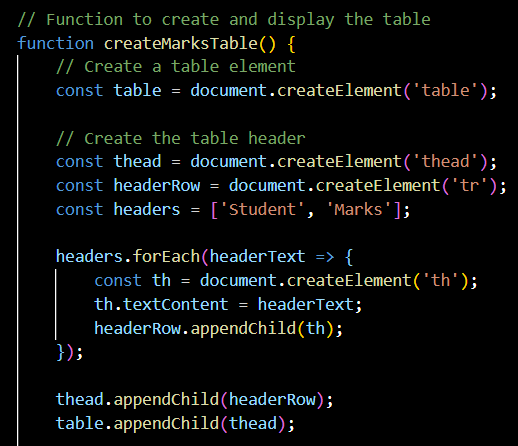 // Function to create and display the table
function createMarksTable() {
    // Create a table element
    const table = document.createElement('table');

    // Create the table header
    const thead = document.createElement('thead');
    const headerRow = document.createElement('tr');
    const headers = ['Student', 'Marks'];

    headers.forEach(headerText => {
        const th = document.createElement('th');
        th.textContent = headerText;
        headerRow.appendChild(th);
    });

    thead.appendChild(headerRow);
    table.appendChild(thead);